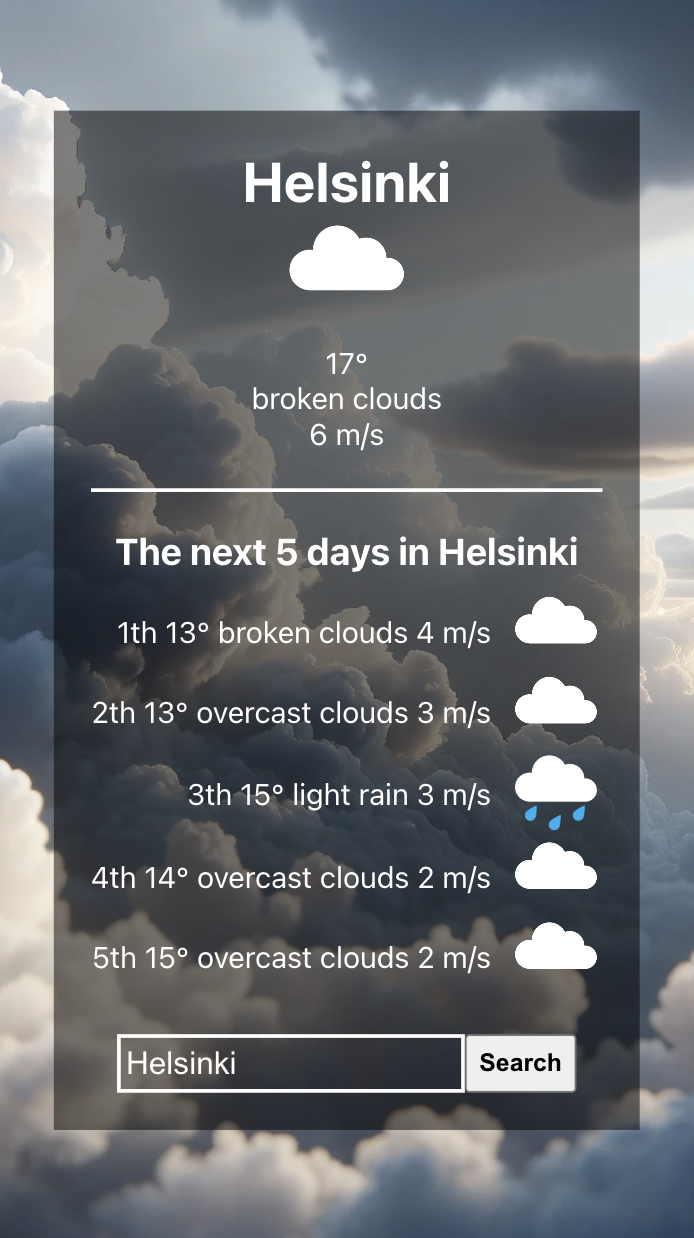 Helsinki
17°
broken clouds
6 m/s
The next 5 days in Helsinki
1th 13° broken clouds 4 m/s
2th 13° overcast clouds 3 m/s
3th 15° light rain 3 m/s
4th 14° overcast clouds 2 m/s
5th 15° overcast clouds 2 m/s
Helsinki Search